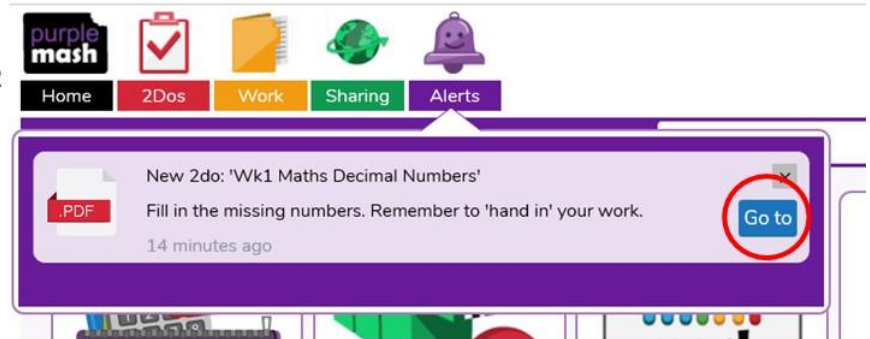 purple
mash
Home 2Dos Work Sharing Alerts
New 2do: 'Wk1 Maths Decimal Numbers'
.PDF
Fill in the missing numbers. Remember to 'hand in' your work.
Go to
14 minutes ago